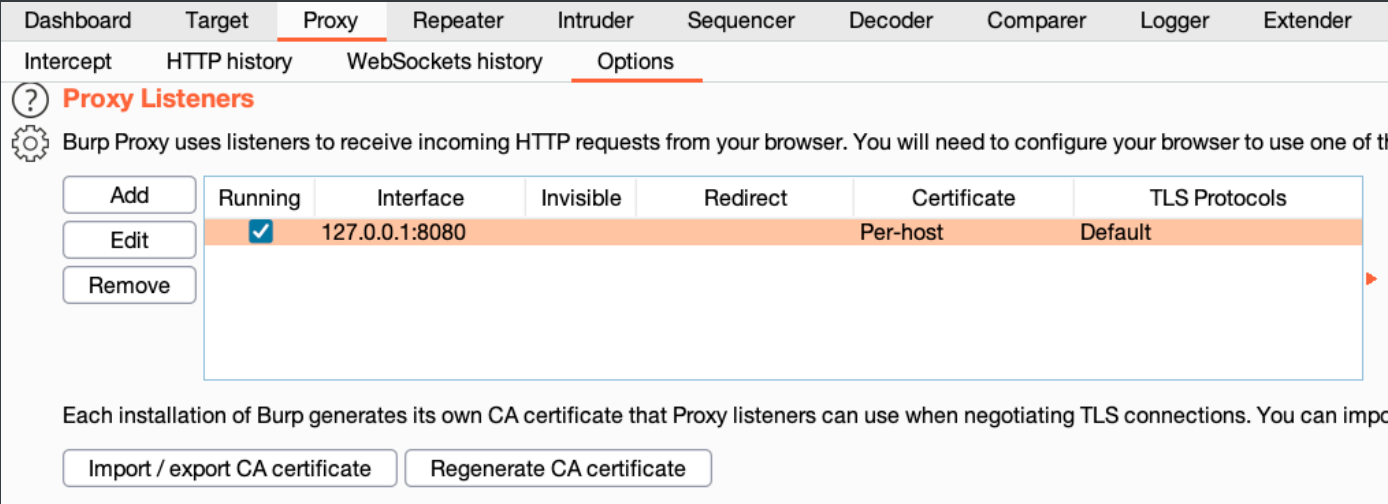 Dashboard Target Proxy Repeater Intruder Sequencer Decoder Comparer Logger Extender
Intercept HTTP history WebSockets history Options
? Proxy Listeners
Burp Proxy uses listeners to receive incoming HTTP requests from your browser. You will need to configure your browser to use one of
Add Running Interface Invisible Redirect Certificate TLS Protocols
127.0.0.1:8080 Per-host Default
Edit
Remove
Each installation of Burp generates its own CA certificate that Proxy listeners can use when negotiating TLS connections. You can
Import / export CA certificate Regenerate CA certificate